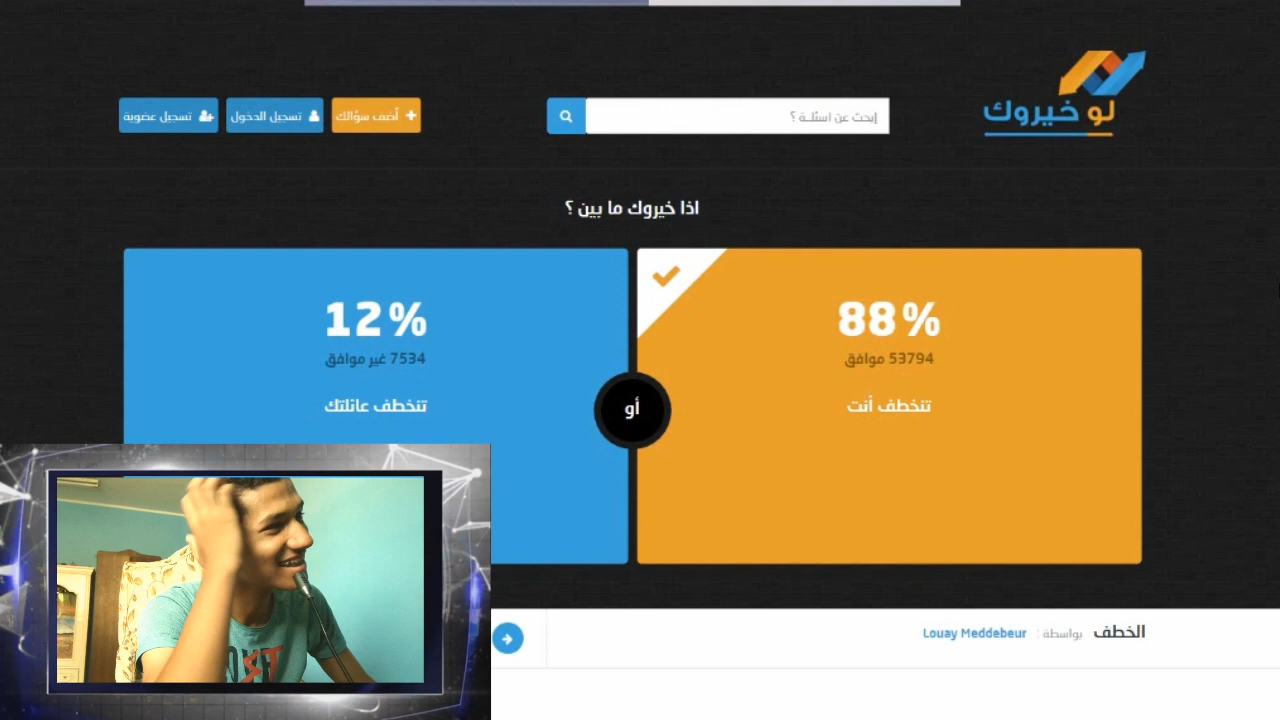 لو خيروك
إبحث عن اسئلـة ؟
أضف سؤالك
تسجيل الدخول
تسجيل عضوية
اذا خيروك ما بين ؟
88%
53794 موافق
تنخطف أنت
أو
12%
7534 غير موافق
تنخطف عائلتك
الخطف بواسطة : Louay Meddebeur